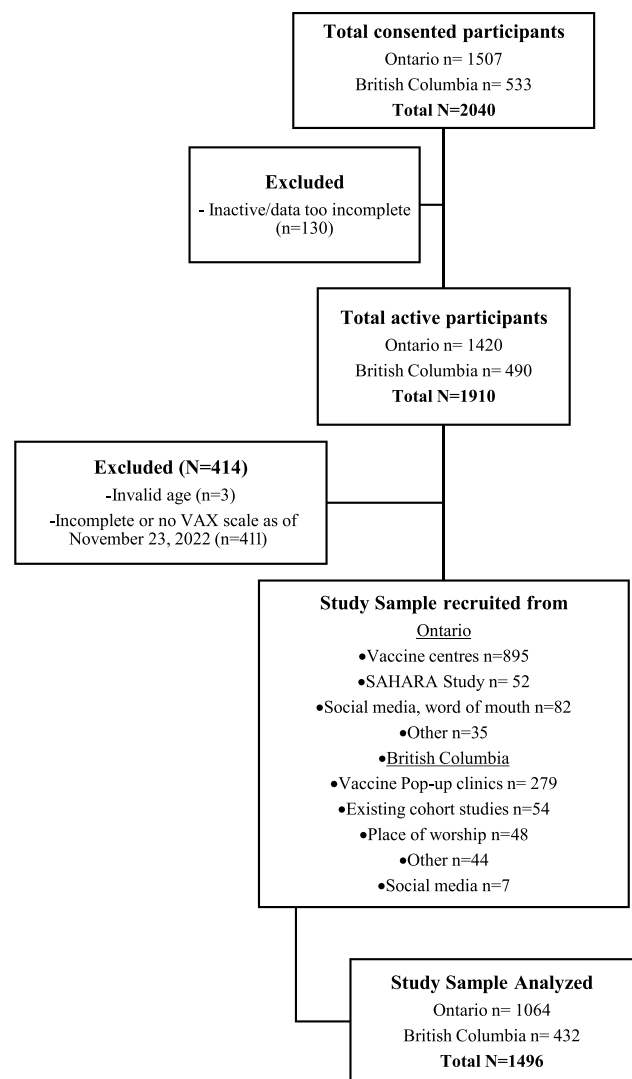 Total consented participants
Ontario n= 1507
British Columbia n= 533
Total N=2040
Excluded
- Inactive/data too incomplete
(n=130)
Total active participants
Ontario n= 1420
British Columbia n= 490
Total N=1910
Excluded (N=414)
-Invalid age (n=3)
-Incomplete or no VAX scale as of
November 23, 2022 (n=411)
Study Sample recruited from
Ontario
•Vaccine centres n=895
•SAHARA Study n= 52
•Social media, word of mouth n=82
•Other n=35
•British Columbia
•Vaccine Pop-up clinics n= 279
•Existing cohort studies n=54
•Place of worship n=48
•Other n=44
•Social media n=7
Study Sample Analyzed
Ontario n= 1064
British Columbia n= 432
Total N=1496